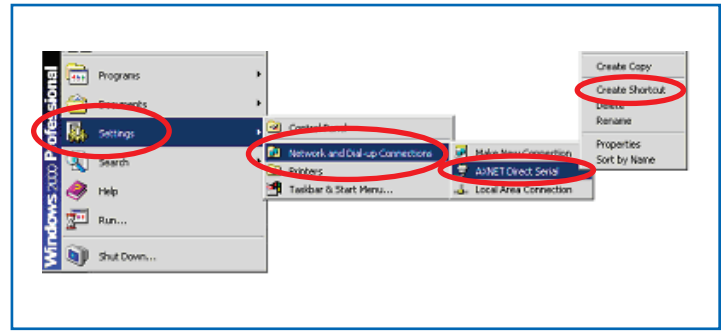 Windows 2000 Professional
Programs
Documents
Settings
Search
Help
Run...
Shut Down...
Control Panel
Network and Dial-up Connections
Printers
Taskbar & Start Menu...
Make New Connection
AXNET Direct Serial
Local Area Connection
Create Copy
Create Shortcut
Delete
Rename
Properties
Sort by Name